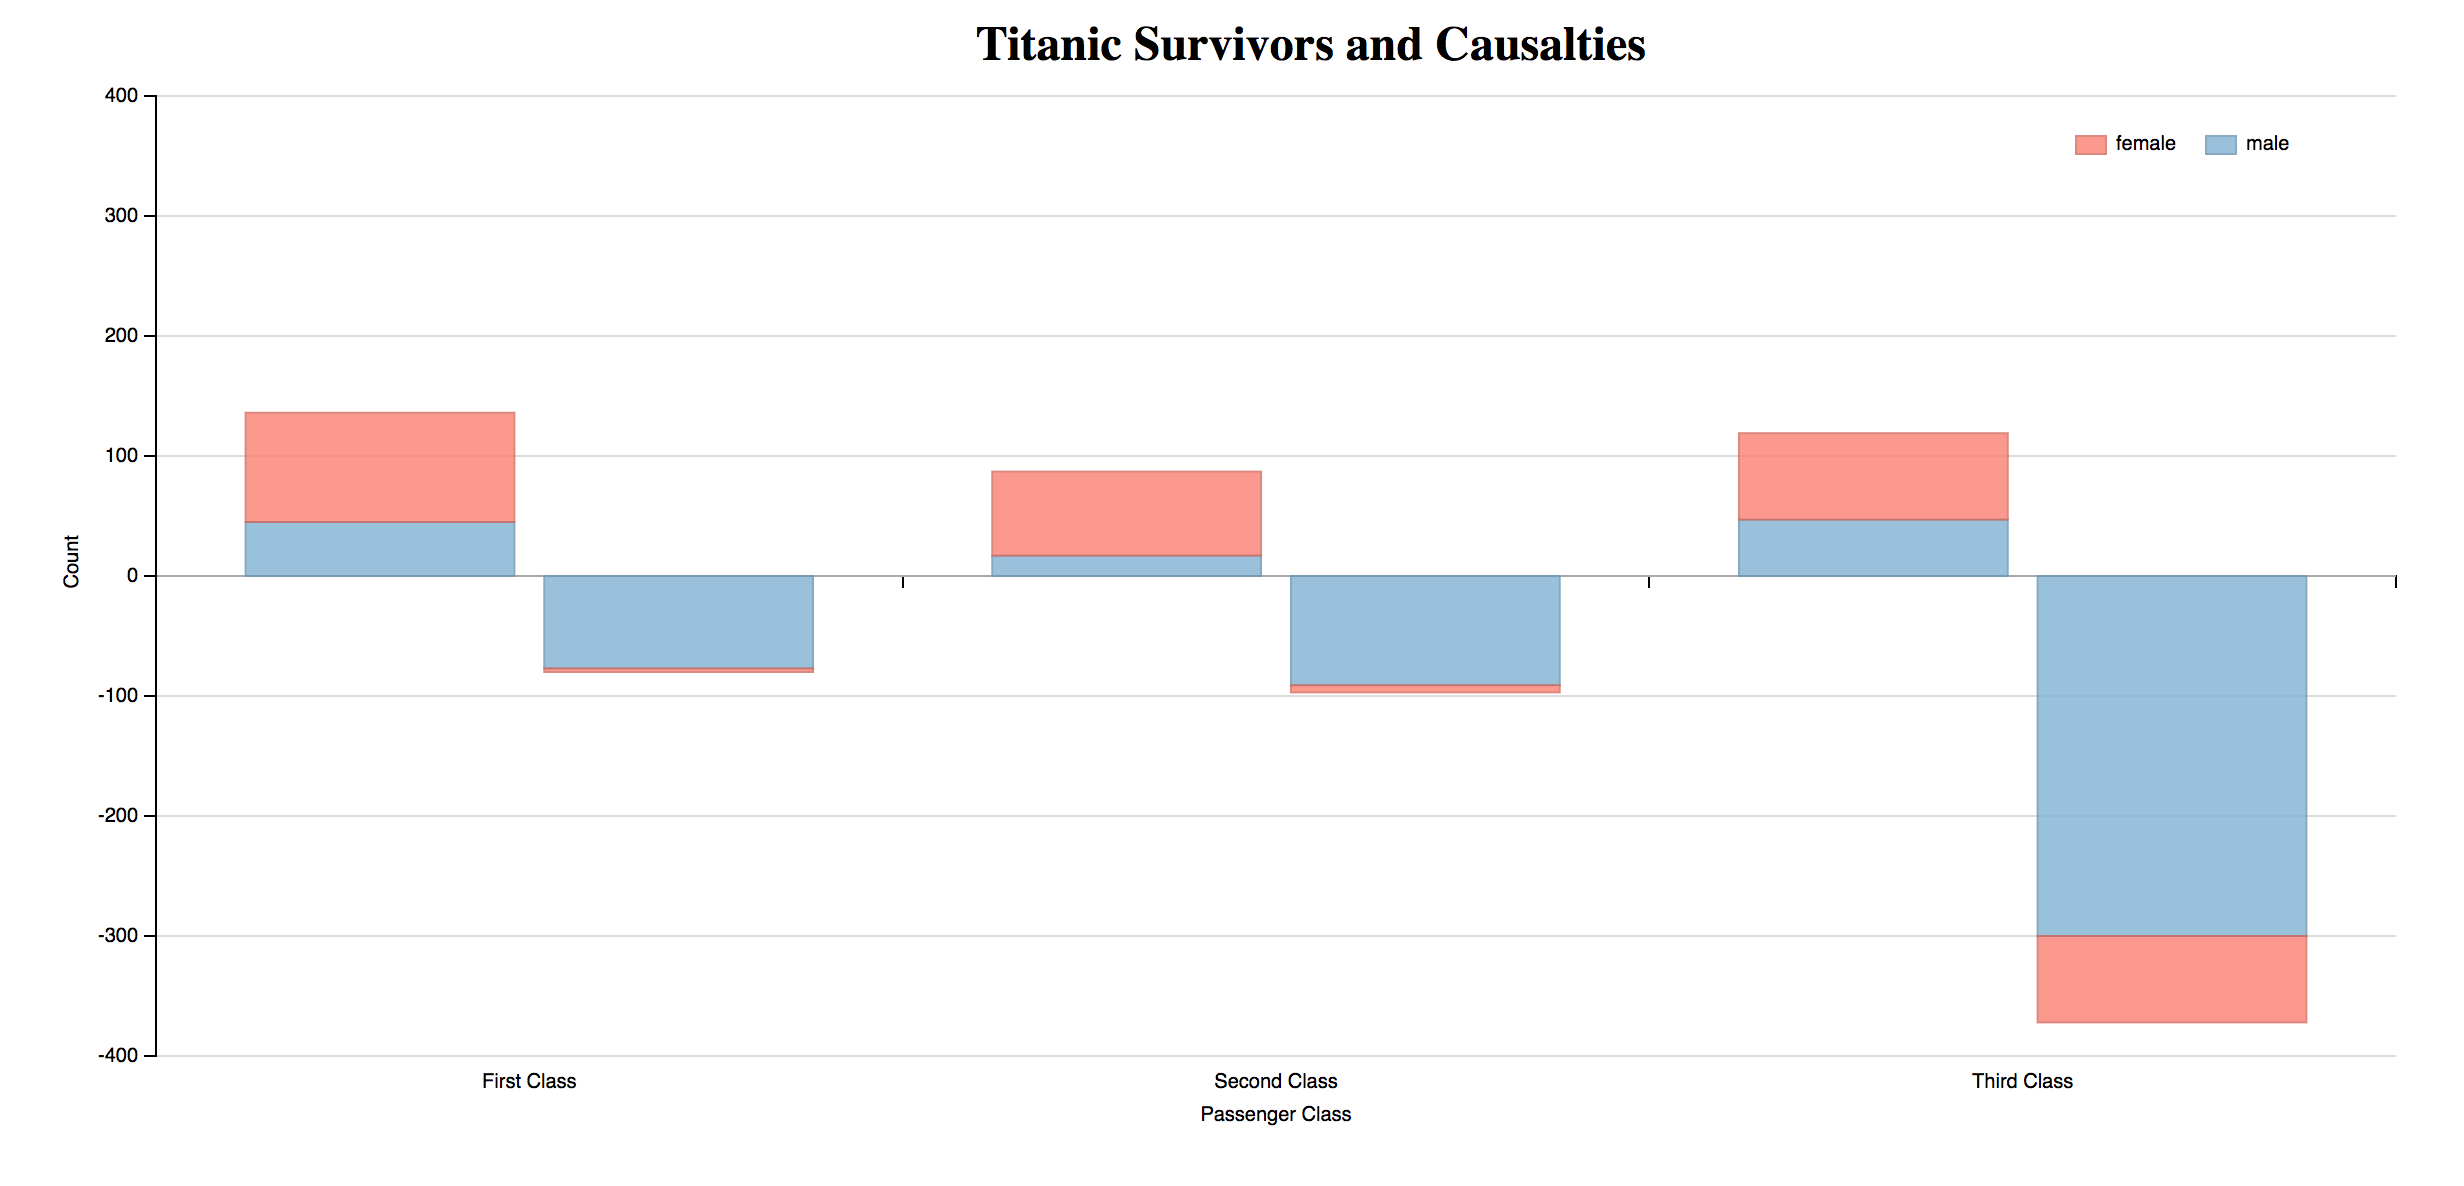 Titanic Survivors and Causalties
female male
400
300
200
100
0
-100
-200
-300
-400
Count
First Class Second Class Third Class
Passenger Class